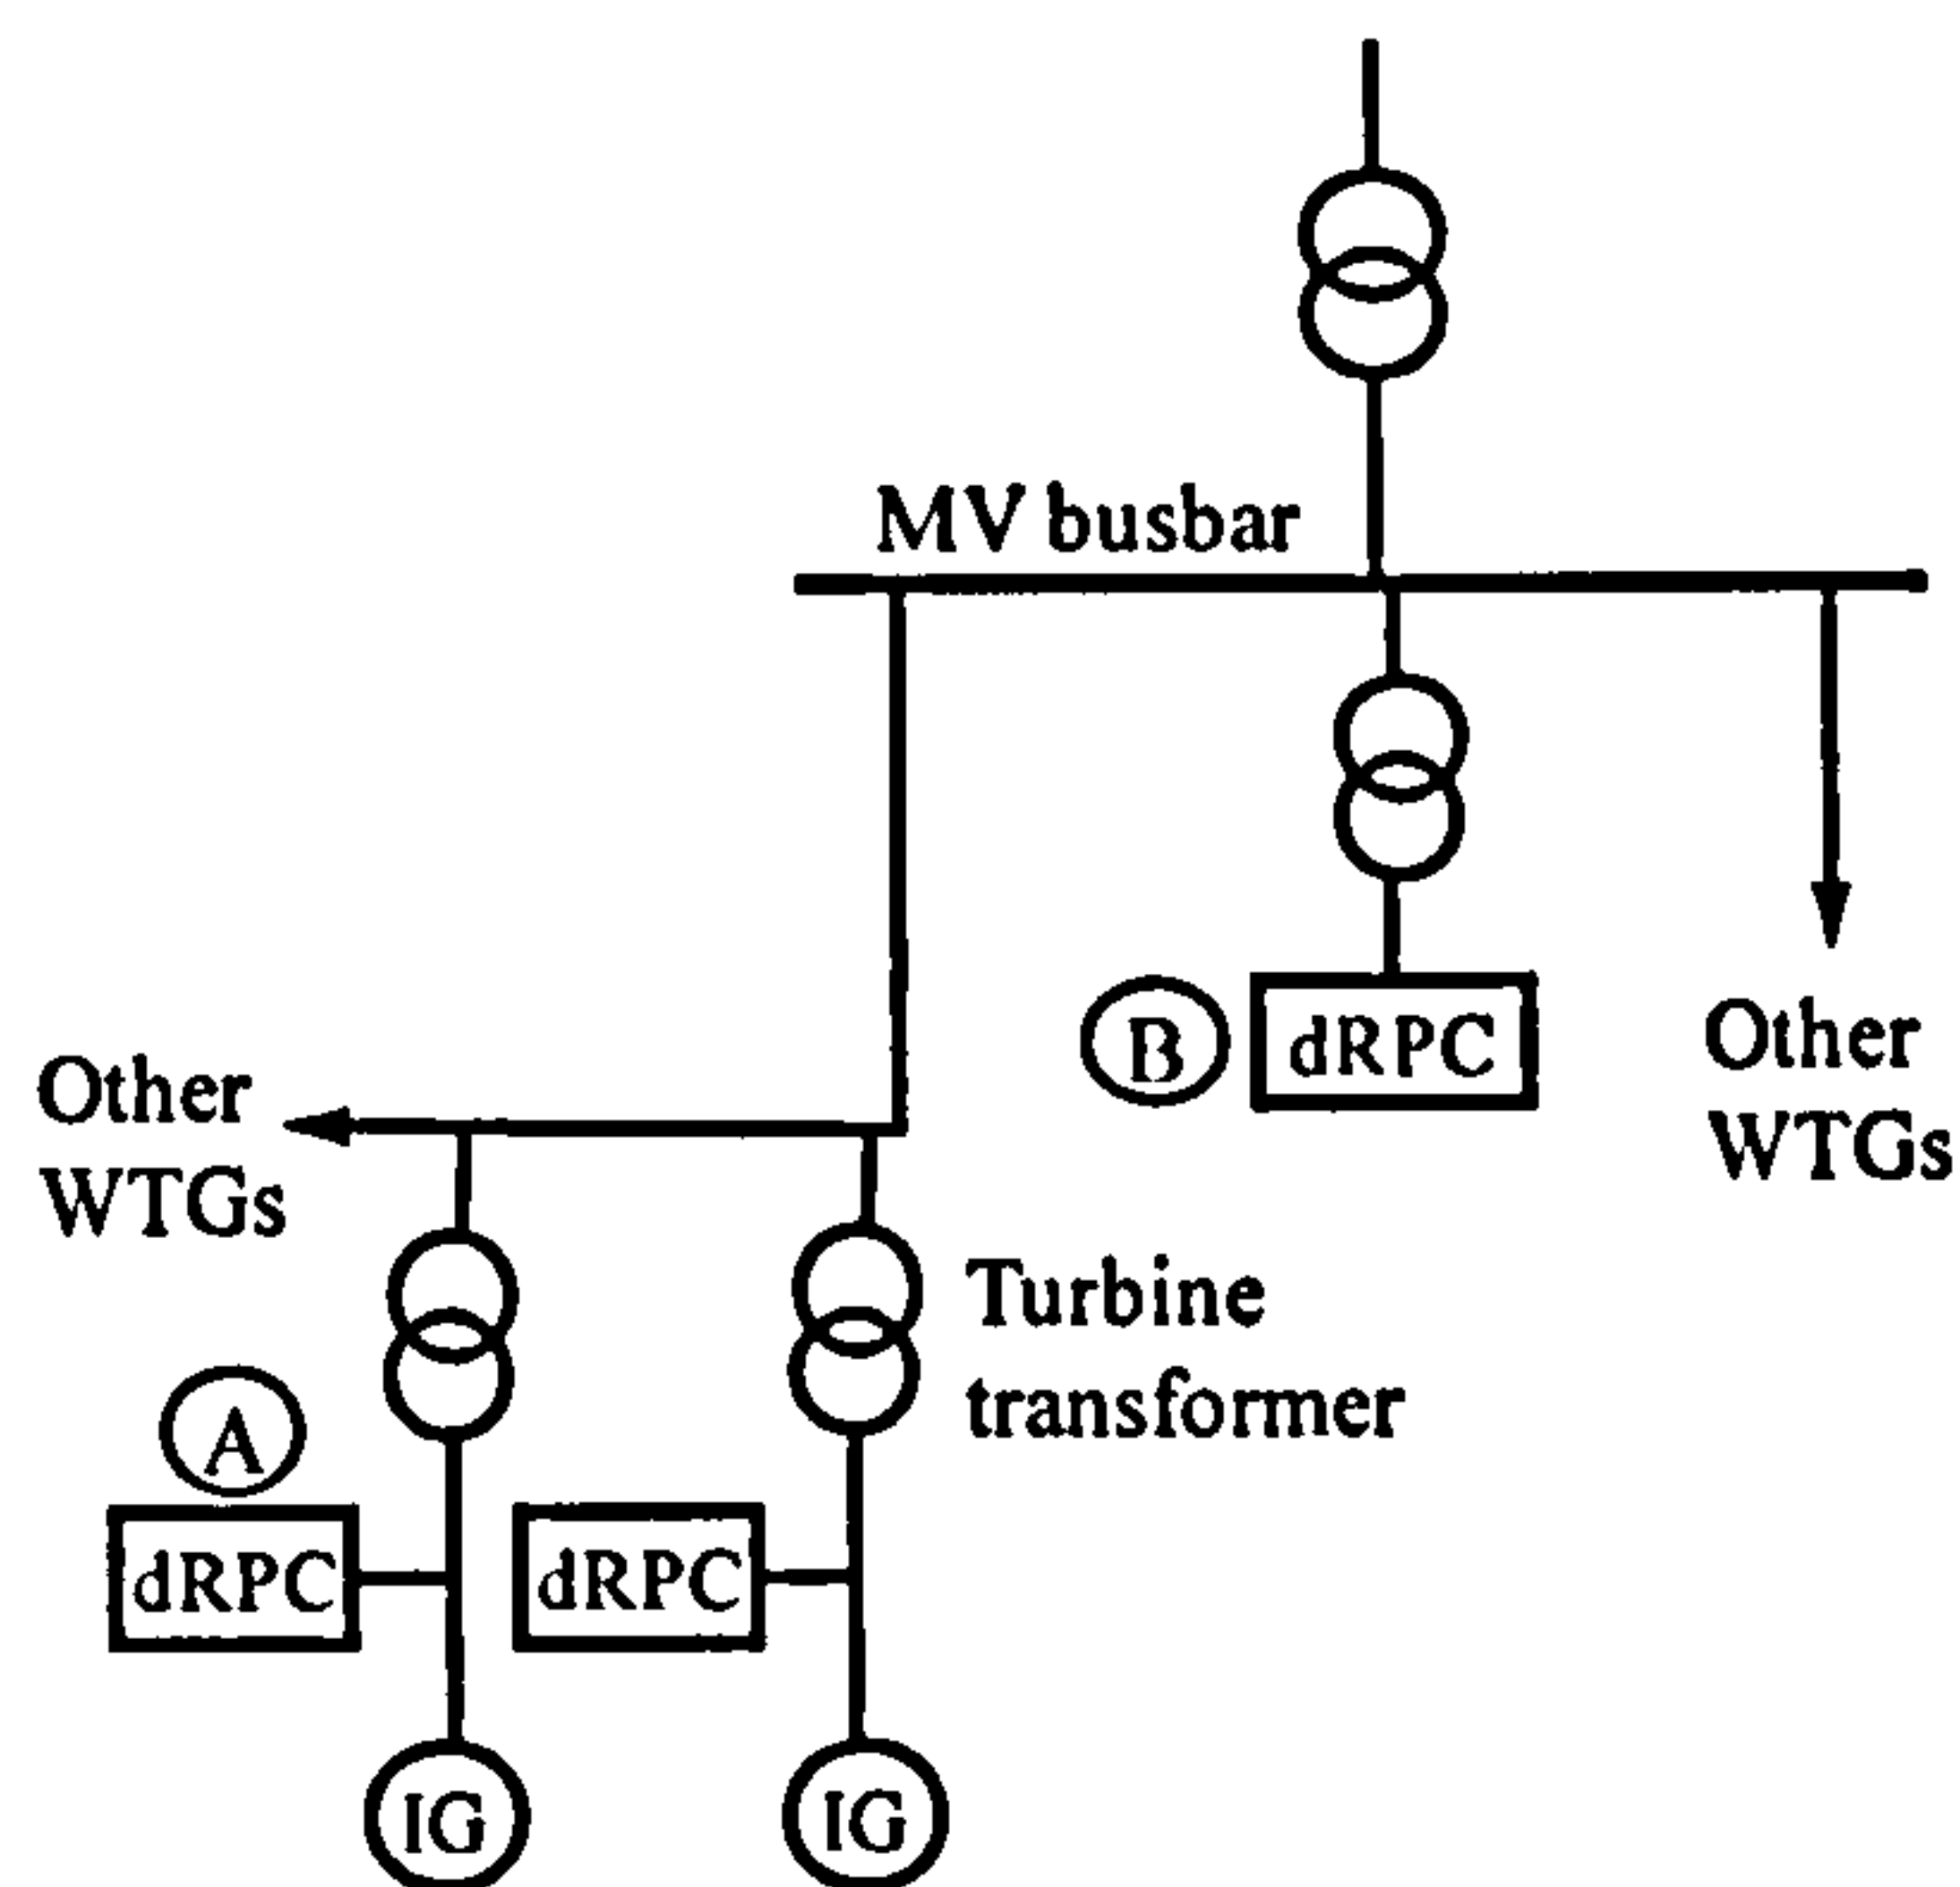 MV busbar
B
dRPC
Other
WTGs
Other
WTGs
Turbine
transformer
A
dRPC
dRPC
IG
IG